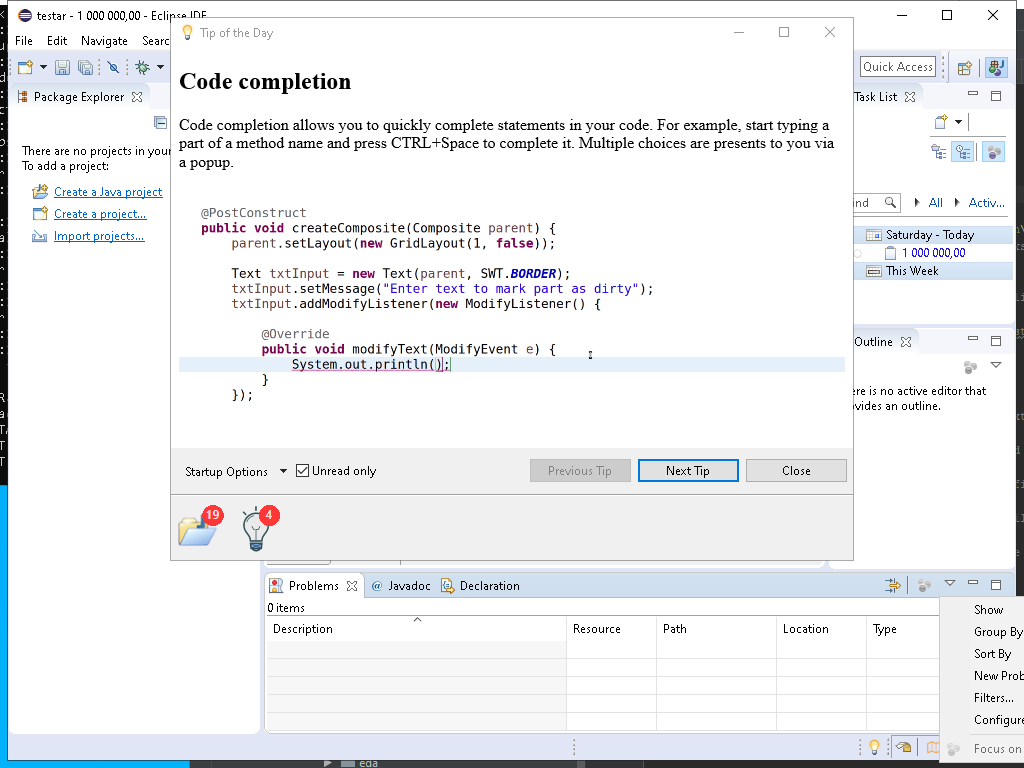 testar - 1 000 000,00 - Eclipse IDE
Tip of the Day
File Edit Navigate
Quick Access
Package Explorer
Task List
Code completion
Code completion allows you to quickly complete statements in your code. For example, start typing a
part of a method name and press CTRL+Space to complete it. Multiple choices are presents to you via
a popup.
There are no projects in your
To add a project:
Create a Java project
Create a project...
Import projects...
@PostConstruct
public void createComposite(Composite parent) {
parent.setLayout(new GridLayout(1, false));
Text txtInput = new Text(parent, SWT.BORDER);
txtInput.setMessage("Enter text to mark part as dirty");
txtInput.addModifyListener(new ModifyListener() {
@Override
public void modifyText(ModifyEvent e) {
System.out.println();
}
});
All Activ...
Saturday - Today
1 000 000,00
This Week
Outline
is no active editor that
an outline.
Startup Options Unread only Previous Tip Next Tip Close
19 4
Problems @ Javadoc Declaration
0 items
Description Resource Path Location Type
Show
Group By
Sort By
New
Filters...
Configure
Focus on
eda